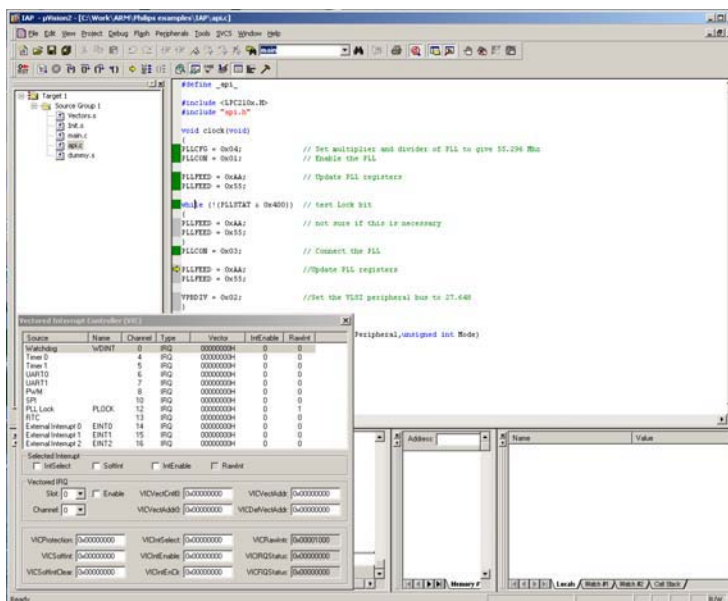 IAP - µVision2 - [C:\Work\ARM\Philips examples\IAP\api.c]
File Edit View Project Debug Flash Peripherals Tools SVCS Window Help
main
Target 1
Source Group 1
Vectors.s
Init.s
main.c
api.c
dummy.s
#define _api_
#include <LPC210x.H>
#include "api.h"
void clock(void)
{
PLLCFG = 0x04; // Set multiplier and divider of PLL to give 55.296 Mhz
PLLCON = 0x01; // Enable the PLL
PLLFEED = 0xAA; // Update PLL registers
PLLFEED = 0x55;
while (!(PLLSTAT & 0x400)) // test Lock bit
{
PLLFEED = 0xAA; // not sure if this is necessary
PLLFEED = 0x55;
}
PLLCON = 0x03; // Connect the PLL
PLLFEED = 0xAA; //Update PLL registers
PLLFEED = 0x55;
VPBDIV = 0x02; //Set the VLSI peripheral bus to 27.648
}
Peripheral,unsigned int Mode)
Vectored Interrupt Controller (VIC)
Source Name Channel Type Vector IntEnable RawInt
Watchdog WDINT 0 IRQ 00000000H 0 0
Timer 0 4 IRQ 00000000H 0 0
Timer 1 5 IRQ 00000000H 0 0
UART0 6 IRQ 00000000H 0 0
UART1 7 IRQ 00000000H 0 0
PWM 8 IRQ 00000000H 0 0
SPI 10 IRQ 00000000H 0 0
PLL Lock PLOCK 12 IRQ 00000000H 0 1
RTC 13 IRQ 00000000H 0 0
External Interrupt 0 EINT0 14 IRQ 00000000H 0 0
External Interrupt 1 EINT1 15 IRQ 00000000H 0 0
External Interrupt 2 EINT2 16 IRQ 00000000H 0 0
Selected Interrupt
IntSelect SoftInt IntEnable RawInt
Vectored IRQ
Slot: 0 Enable VICVectCntl0: 0x00000000 VICVectAddr: 0x00000000
Channel: 0 VICVectAddr0: 0x00000000 VICDefVectAddr: 0x00000000
VICProtection: 0x00000000 VICIntSelect: 0x00000000 VICRawIntr: 0x00001000
VICSoftInt: 0x00000000 VICIntEnable: 0x00000000 VICIRQStatus: 0x00000000
VICSoftIntClear: 0x00000000 VICIntEnClr: 0x00000000 VICFIQStatus: 0x00000000
Address:
Memory #
Name Value
Locals Watch #1 Watch #2 Call Stack
Ready